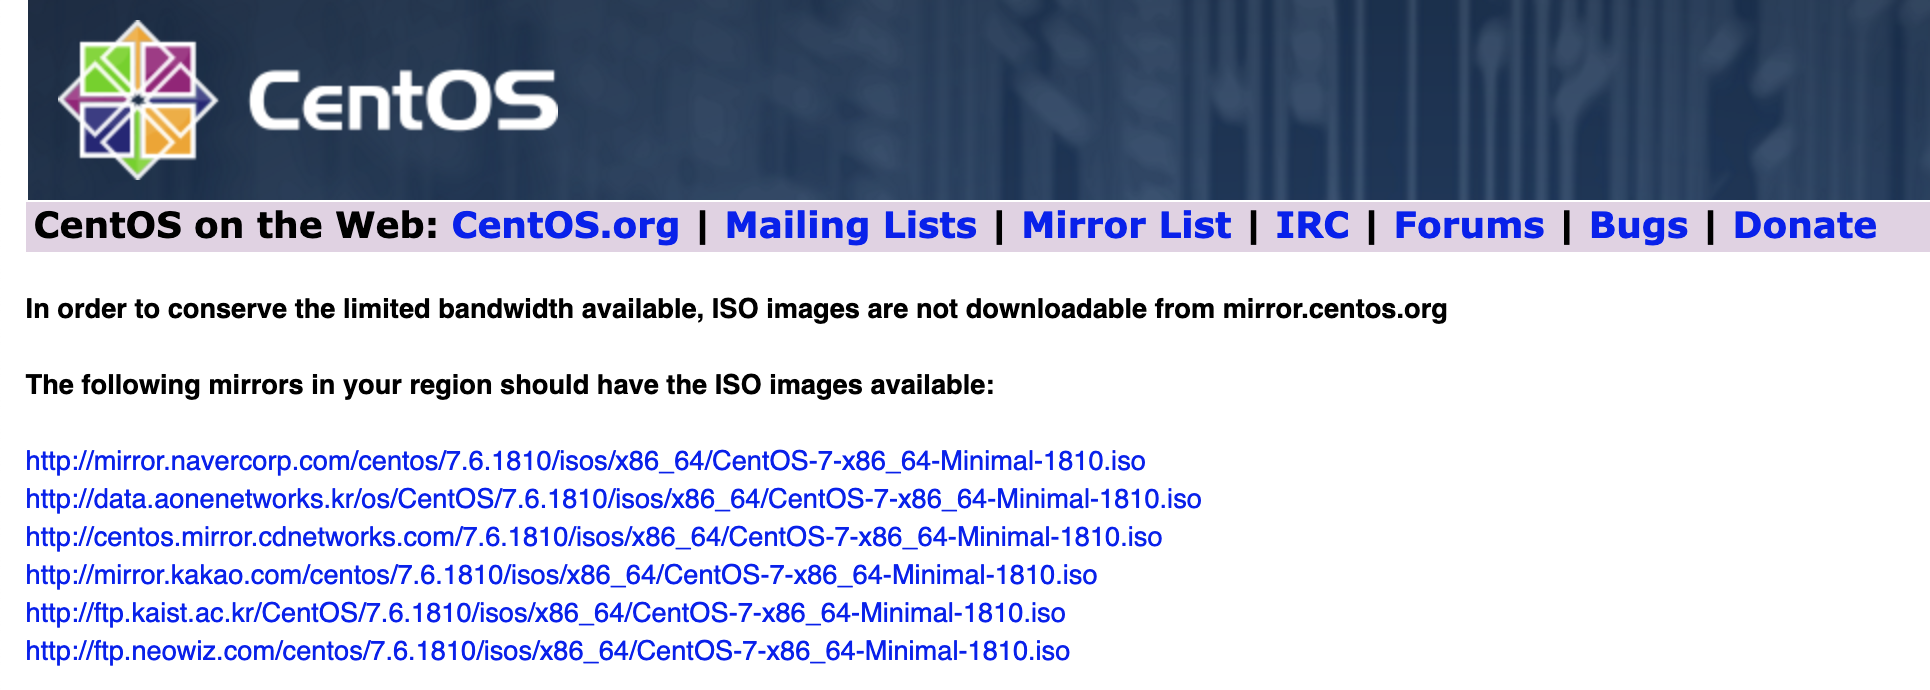 CentOS
CentOS on the Web: CentOS.org | Mailing Lists | Mirror List | IRC | Forums | Bugs | Donate
In order to conserve the limited bandwidth available, ISO images are not downloadable from mirror.centos.org
The following mirrors in your region should have the ISO images available:
http://mirror.navercorp.com/centos/7.6.1810/isos/x86_64/CentOS-7-x86_64-Minimal-1810.iso
http://data.aonenetworks.kr/os/CentOS/7.6.1810/isos/x86_64/CentOS-7-x86_64-Minimal-1810.iso
http://centos.mirror.cdnetworks.com/7.6.1810/isos/x86_64/CentOS-7-x86_64-Minimal-1810.iso
http://mirror.kakao.com/centos/7.6.1810/isos/x86_64/CentOS-7-x86_64-Minimal-1810.iso
http://ftp.kaist.ac.kr/CentOS/7.6.1810/isos/x86_64/CentOS-7-x86_64-Minimal-1810.iso
http://ftp.neowiz.com/centos/7.6.1810/isos/x86_64/CentOS-7-x86_64-Minimal-1810.iso